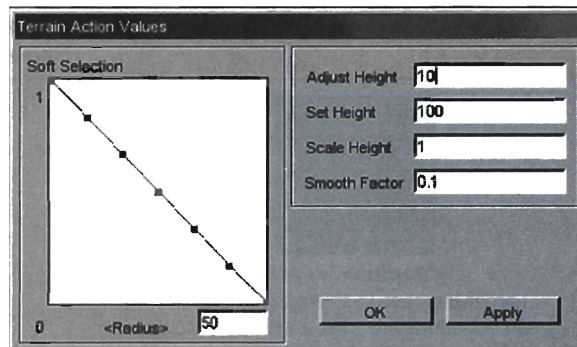 Terrain Action Values
Soft Selection
1
0
<Radius>
50
Adjust Height 10
Set Height 100
Scale Height 1
Smooth Factor 0.1
OK
Apply